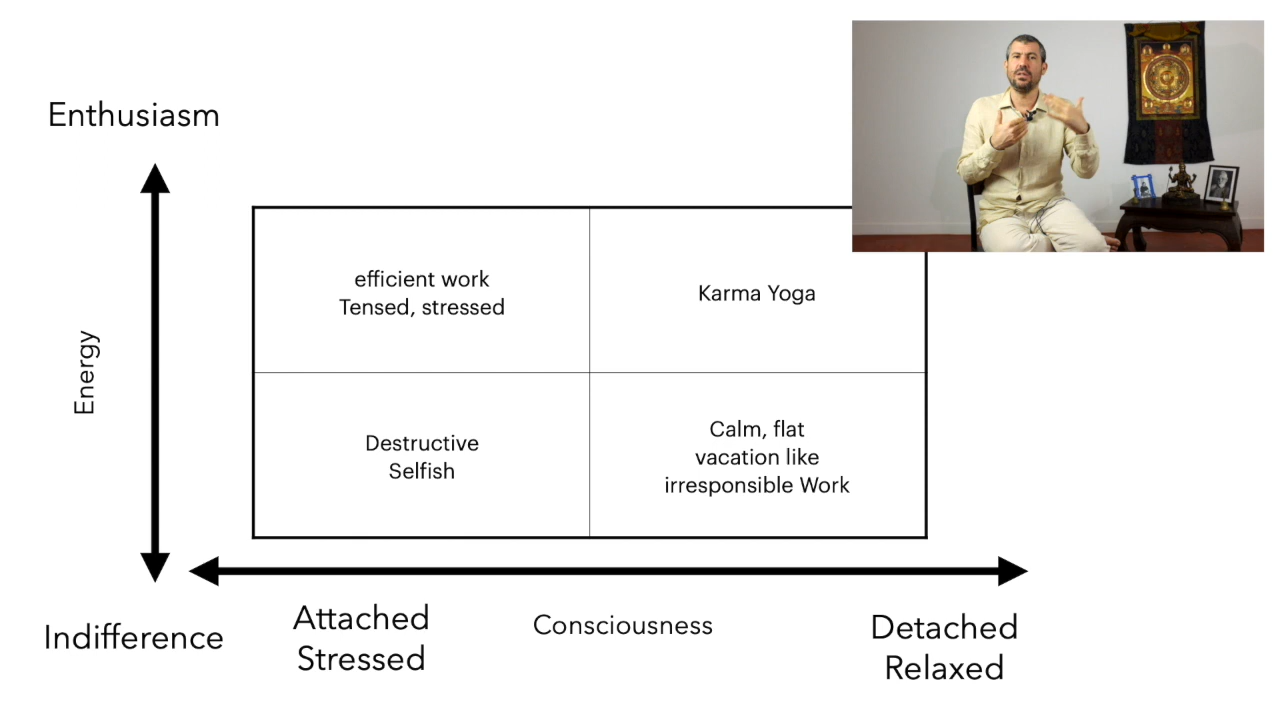 Enthusiasm
Energy
efficient work
Tensed, stressed
Karma Yoga
Destructive
Selfish
Calm, flat
vacation like
irresponsible Work
Indifference
Attached
Stressed
Consciousness
Detached
Relaxed